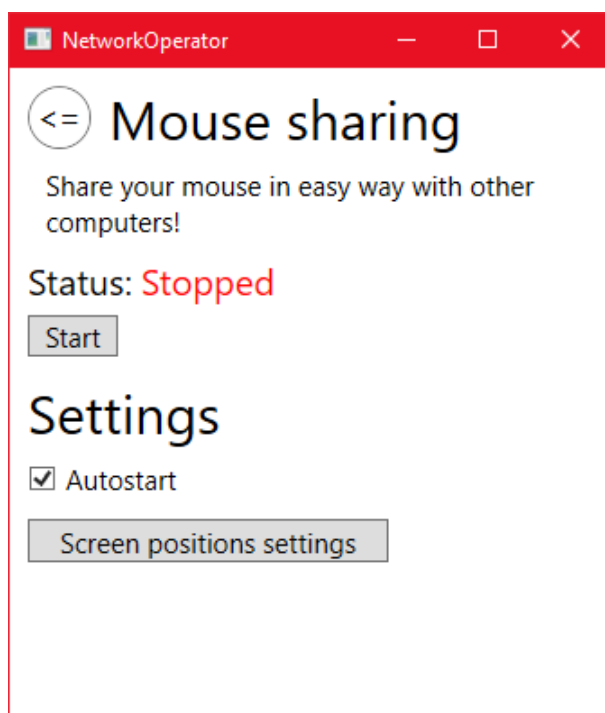 NetworkOperator
<= Mouse sharing
Share your mouse in easy way with other
computers!
Status: Stopped
Start
Settings
Autostart
Screen positions settings